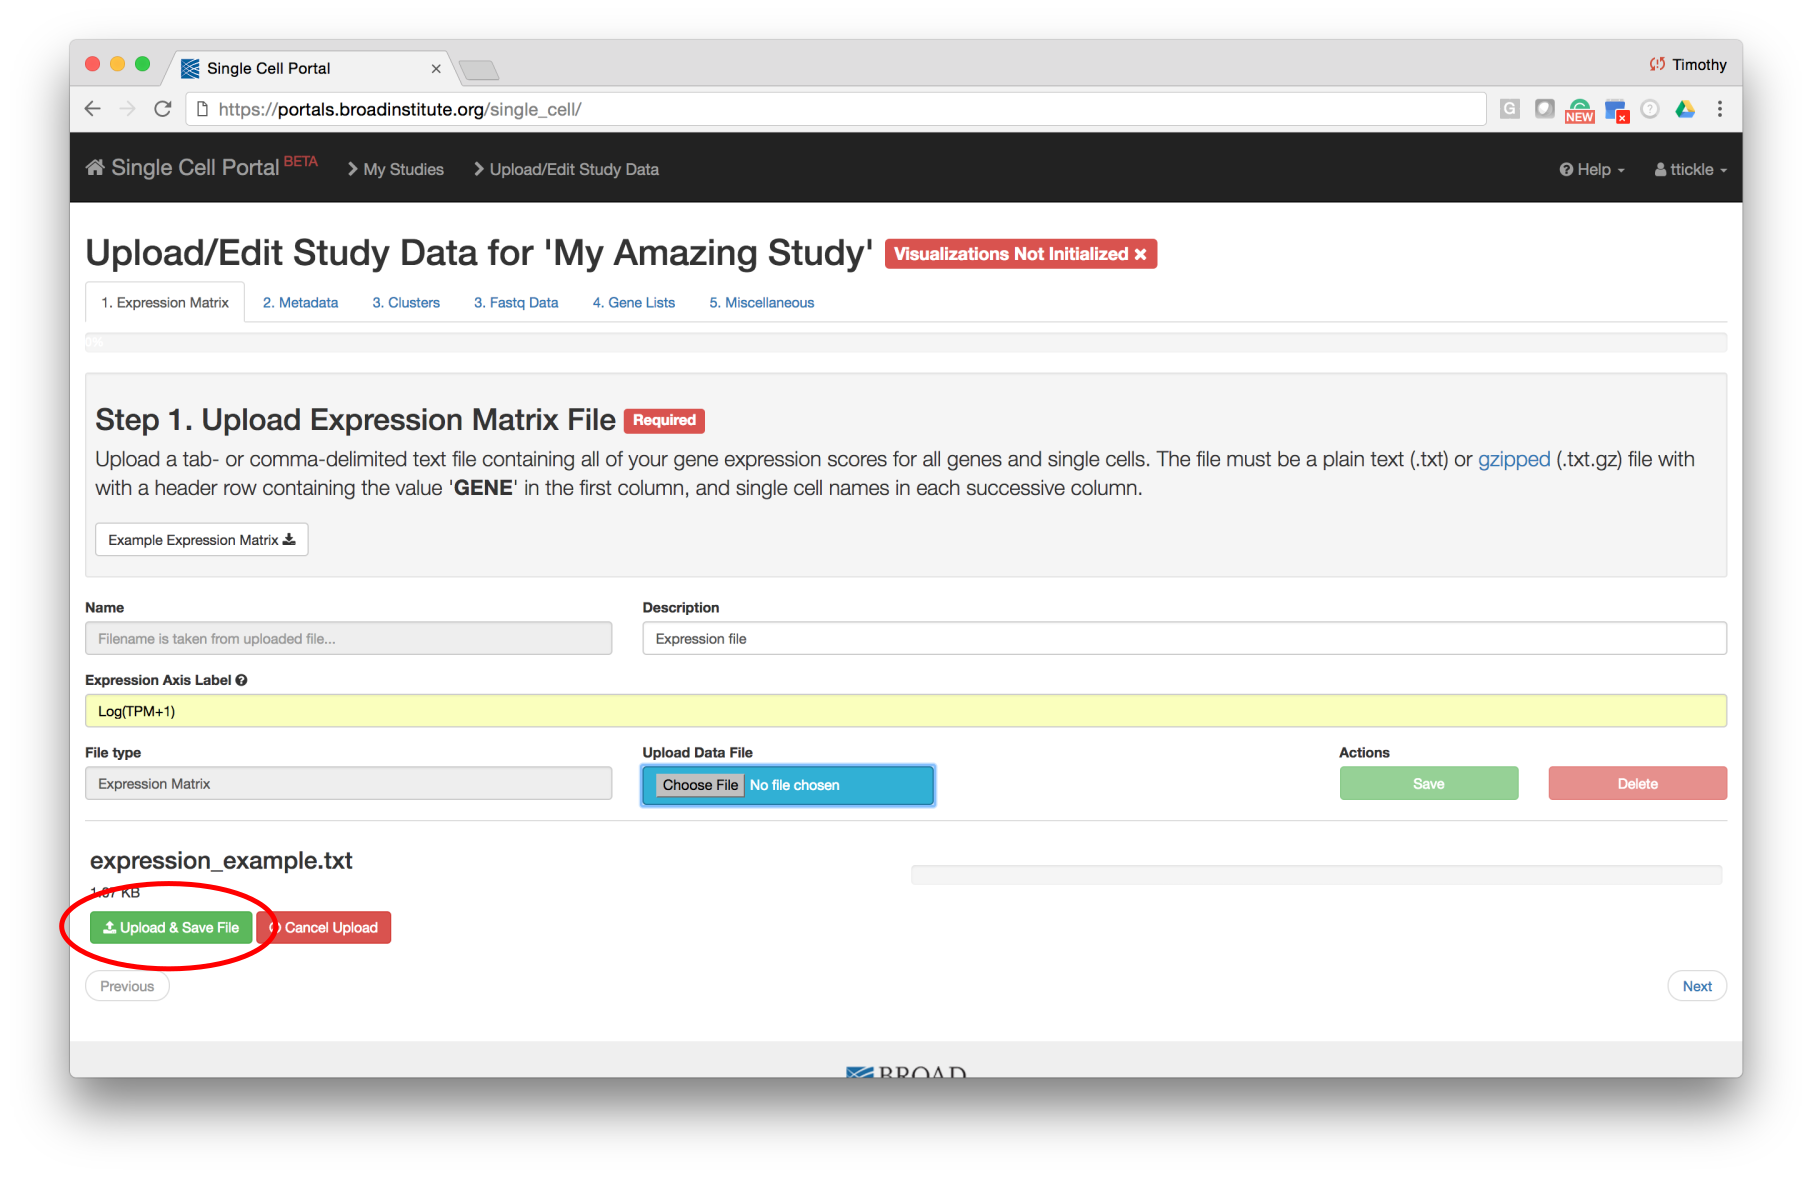 Single Cell Portal
Timothy
https://portals.broadinstitute.org/single_cell/
G
NEW
Single Cell Portal BETA
My Studies
Upload/Edit Study Data
Help
ttickle
Upload/Edit Study Data for 'My Amazing Study' Visualizations Not Initialized
1. Expression Matrix
2. Metadata
3. Clusters
3. Fastq Data
4. Gene Lists
5. Miscellaneous
0%
Step 1. Upload Expression Matrix File Required
Upload a tab- or comma-delimited text file containing all of your gene expression scores for all genes and single cells. The file must be a plain text (.txt) or gzipped (.txt.gz) file with
with a header row containing the value 'GENE' in the first column, and single cell names in each successive column.
Example Expression Matrix
Name
Description
Filename is taken from uploaded file...
Expression file
Expression Axis Label
Log(TPM+1)
File type
Upload Data File
Actions
Expression Matrix
Choose File No file chosen
Save
Delete
expression_example.txt
KB
Upload & Save File
Cancel Upload
Previous
Next
BROAD